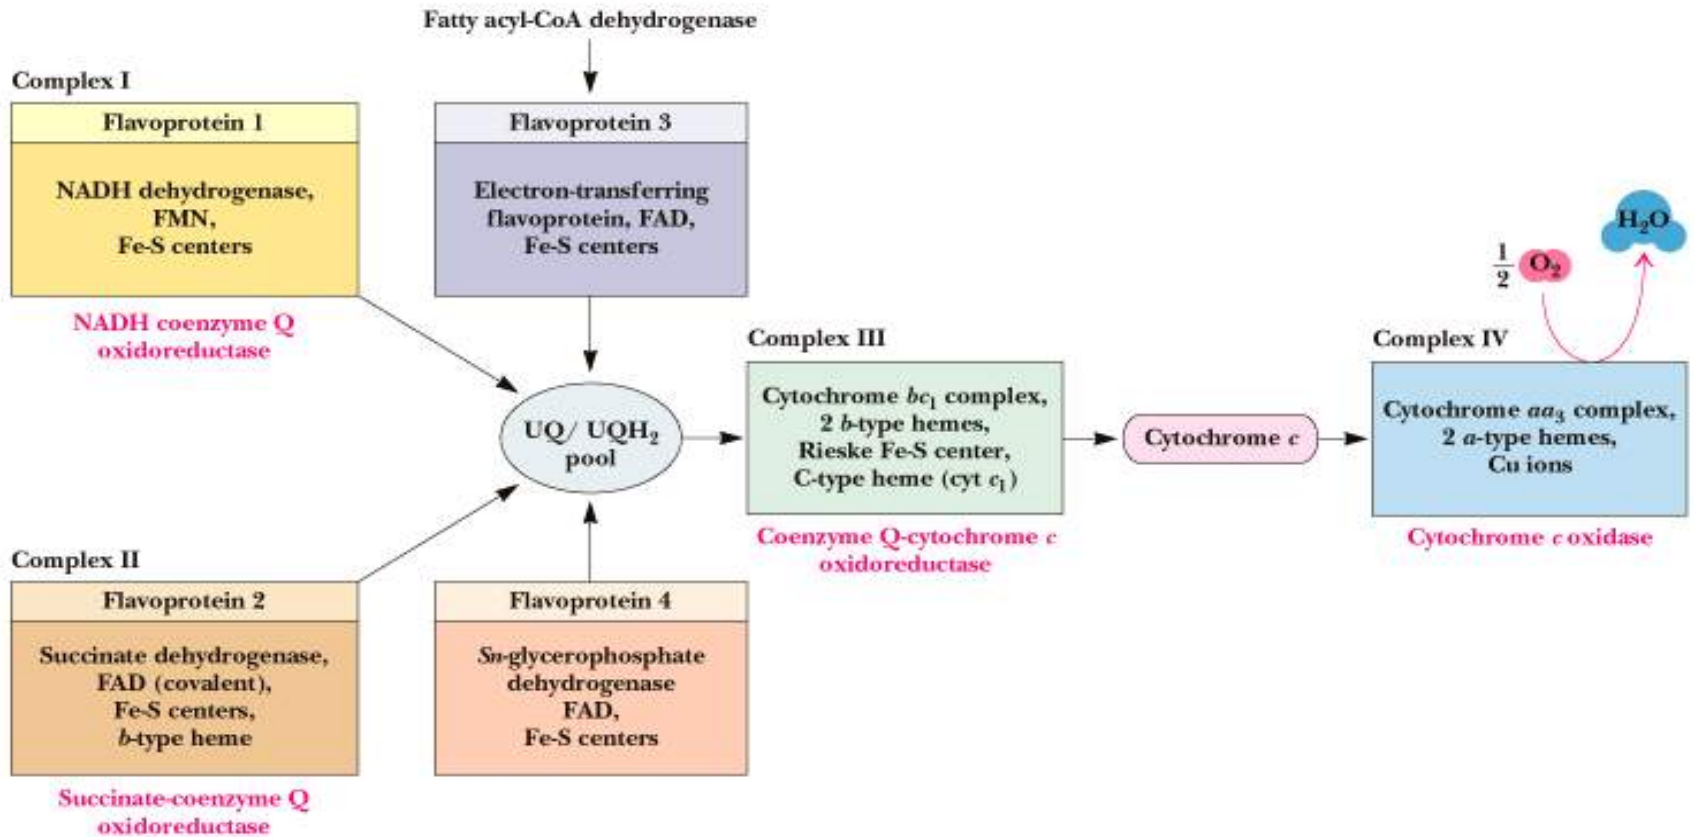 Fatty acyl-CoA dehydrogenase
Complex I
Flavoprotein 1
NADH dehydrogenase,
FMN,
Fe-S centers
NADH coenzyme Q
oxidoreductase
Flavoprotein 3
Electron-transferring
flavoprotein, FAD,
Fe-S centers
UQ/ UQH₂
pool
Complex II
Flavoprotein 2
Succinate dehydrogenase,
FAD (covalent),
Fe-S centers,
b-type heme
Succinate-coenzyme Q
oxidoreductase
Flavoprotein 4
Sn-glycerophosphate
dehydrogenase
FAD,
Fe-S centers
Complex III
Cytochrome bc₁ complex,
2 b-type hemes,
Rieske Fe-S center,
C-type heme (cyt c₁)
Coenzyme Q-cytochrome c
oxidoreductase
Cytochrome c
1/2 O₂
H₂O
Complex IV
Cytochrome aa₃ complex,
2 a-type hemes,
Cu ions
Cytochrome c oxidase